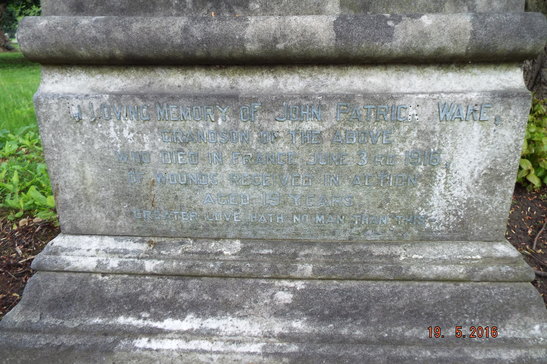 IN LOVING MEMORY OF JOHN PATRICK WAKE,
GRANDSON OF THE ABOVE
WHO DIED IN FRANCE JUNE 3RD 1916
OF WOUNDS RECEIVED IN ACTION
AGED YEARS
GREATER LOVE HATH NO MAN THAN THIS
19. 5. 2016